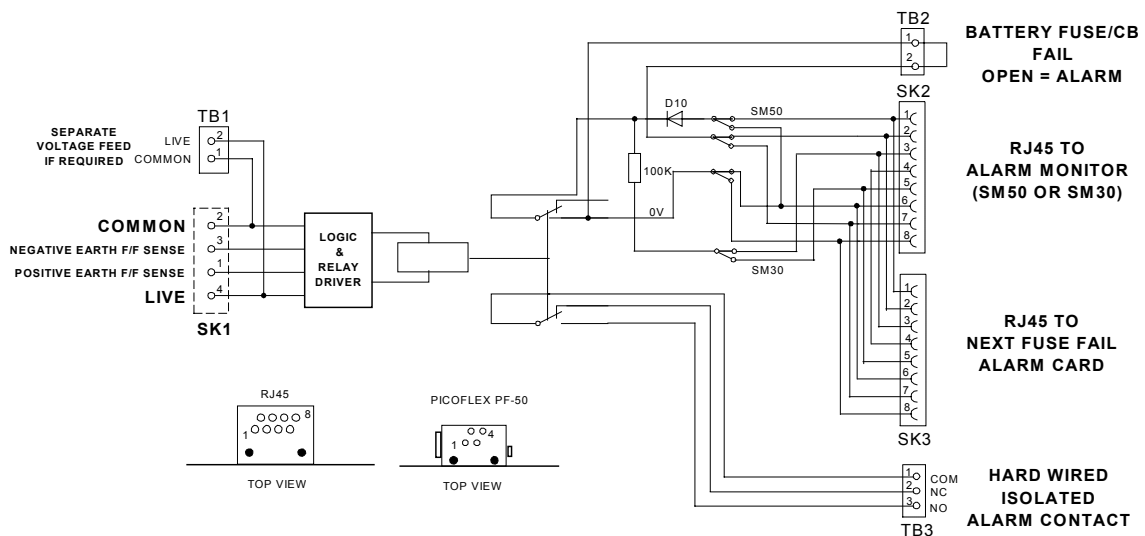 TB2
1
2
BATTERY FUSE/CB
FAIL
OPEN = ALARM
SK2
D10
SM50
1
2
3
4
5
6
7
8
100K
0V
SM30
RJ45 TO
ALARM MONITOR
(SM50 OR SM30)
TB1
SEPARATE
VOLTAGE FEED
IF REQUIRED
LIVE
COMMON
2
1
COMMON
NEGATIVE EARTH F/F SENSE
POSITIVE EARTH F/F SENSE
LIVE
2
3
1
4
SK1
LOGIC
&
RELAY
DRIVER
1
2
3
4
5
6
7
8
SK3
RJ45 TO
NEXT FUSE FAIL
ALARM CARD
RJ45
1
8
TOP VIEW
PICOFLEX PF-50
1
4
TOP VIEW
1
2
3
COM
NC
NO
TB3
HARD WIRED
ISOLATED
ALARM CONTACT